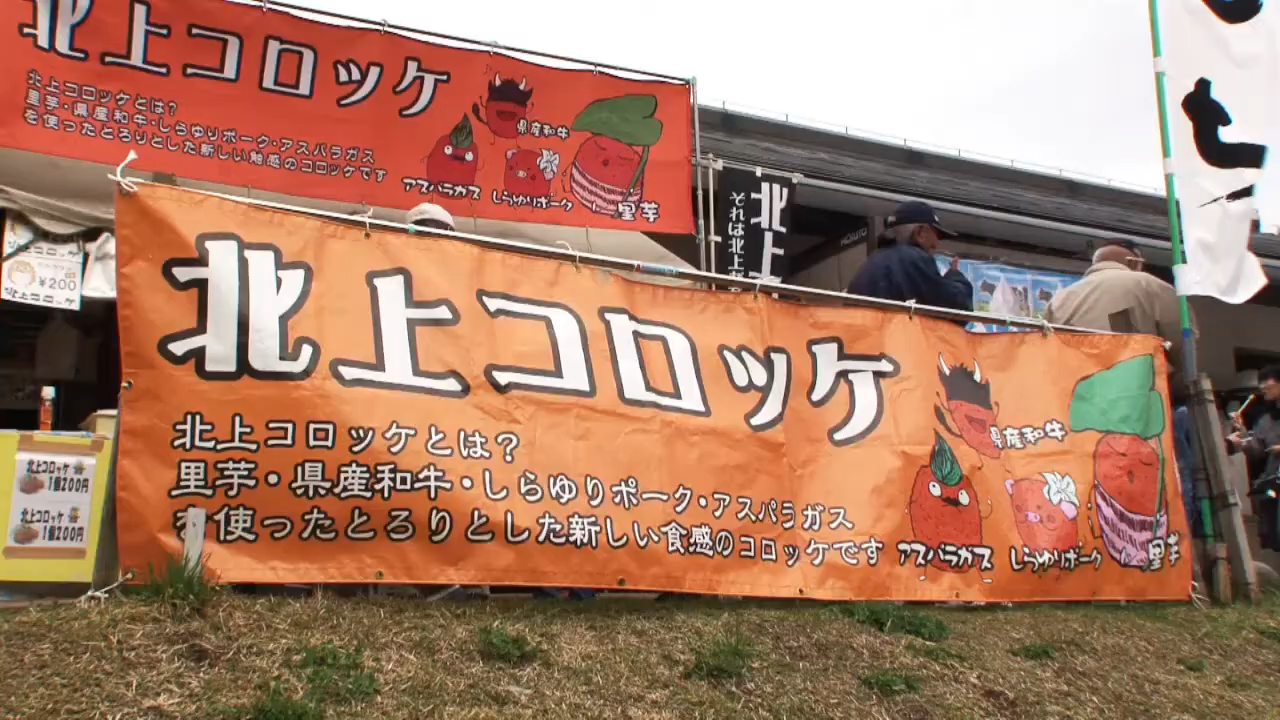 北上コロッケ
北上コロッケとは?
里芋・県産和牛・しらゆりポーク・アスパラガス
を使ったとろりとした新しい触感のコロッケです
県産和牛
アスパラガス
しらゆりポーク
里芋
¥200
北上
それは北上
HOKUTO
北上コロッケ
北上コロッケとは?
里芋・県産和牛・しらゆりポーク・アスパラガス
を使ったとろりとした新しい食感のコロッケです
県産和牛
アスパラガス
しらゆりポーク
里芋
北上コロッケ
1個200円
北上コロッケ
1個200円